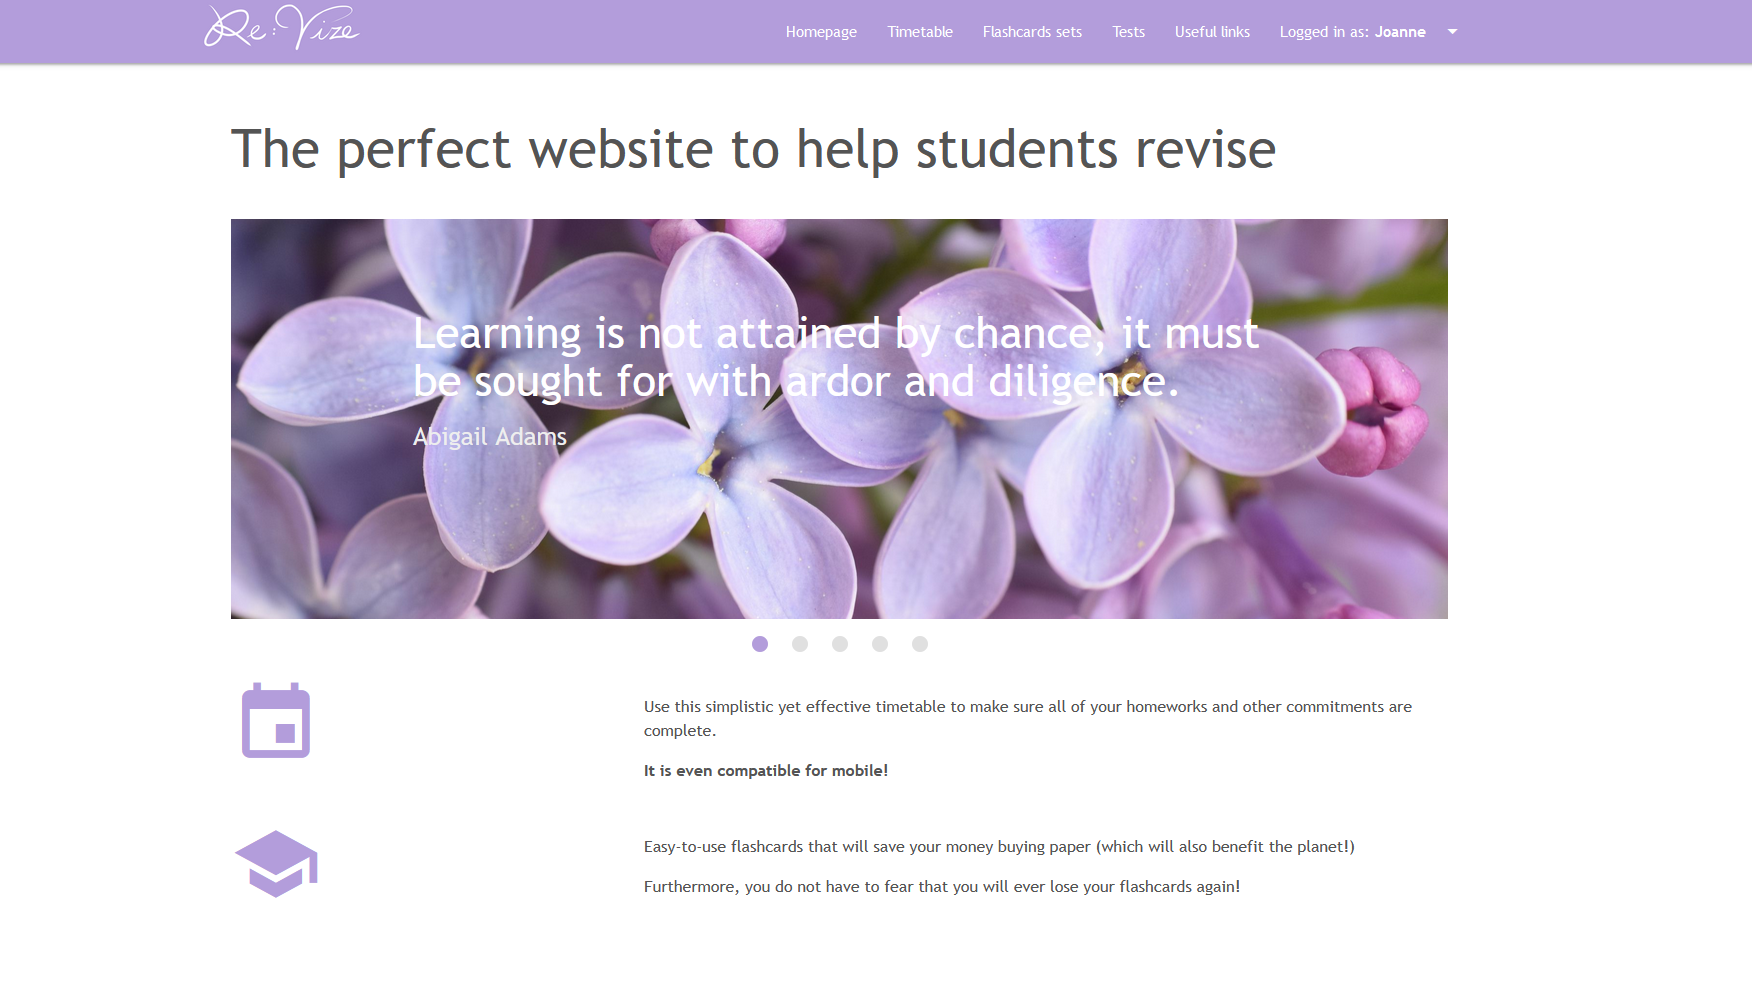 Re:Vize
Homepage Timetable Flashcards sets Tests Useful links Logged in as: Joanne
The perfect website to help students revise
Learning is not attained by chance, it must
be sought for with ardor and diligence.
Abigail Adams
Use this simplistic yet effective timetable to make sure all of your homeworks and other commitments are
complete.
It is even compatible for mobile!
Easy-to-use flashcards that will save your money buying paper (which will also benefit the planet!)
Furthermore, you do not have to fear that you will ever lose your flashcards again!